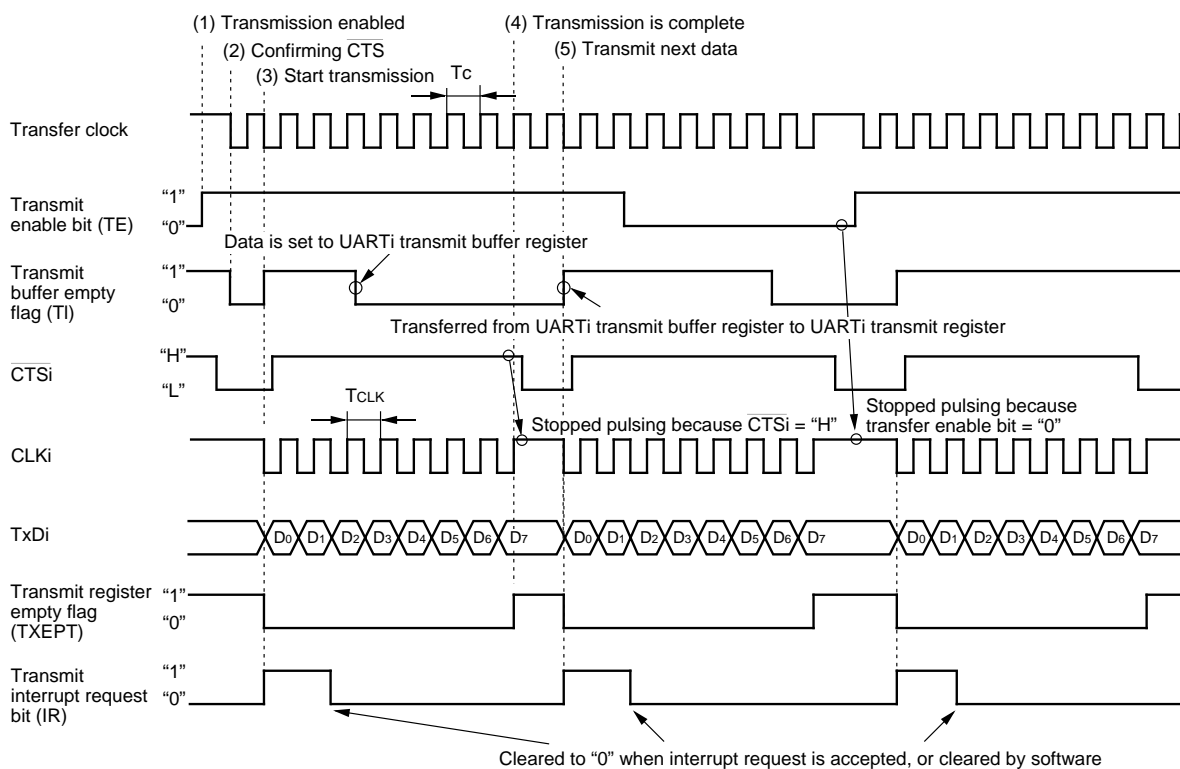 (1) Transmission enabled
(4) Transmission is complete
(2) Confirming C̅T̅S̅
(5) Transmit next data
(3) Start transmission
Tc
Transfer clock
Transmit
enable bit (TE)
“1”
“0”
Data is set to UARTi transmit buffer register
Transmit
buffer empty
flag (TI)
“1”
“0”
Transferred from UARTi transmit buffer register to UARTi transmit register
C̅T̅S̅i
“H”
“L”
TCLK
Stopped pulsing because C̅T̅S̅i = “H”
Stopped pulsing because
transfer enable bit = “0”
CLKi
TxDi
D0 D1 D2 D3 D4 D5 D6 D7 D0 D1 D2 D3 D4 D5 D6 D7 D0 D1 D2 D3 D4 D5 D6 D7
Transmit register
empty flag
(TXEPT)
“1”
“0”
Transmit
interrupt request
bit (IR)
“1”
“0”
Cleared to “0” when interrupt request is accepted, or cleared by software